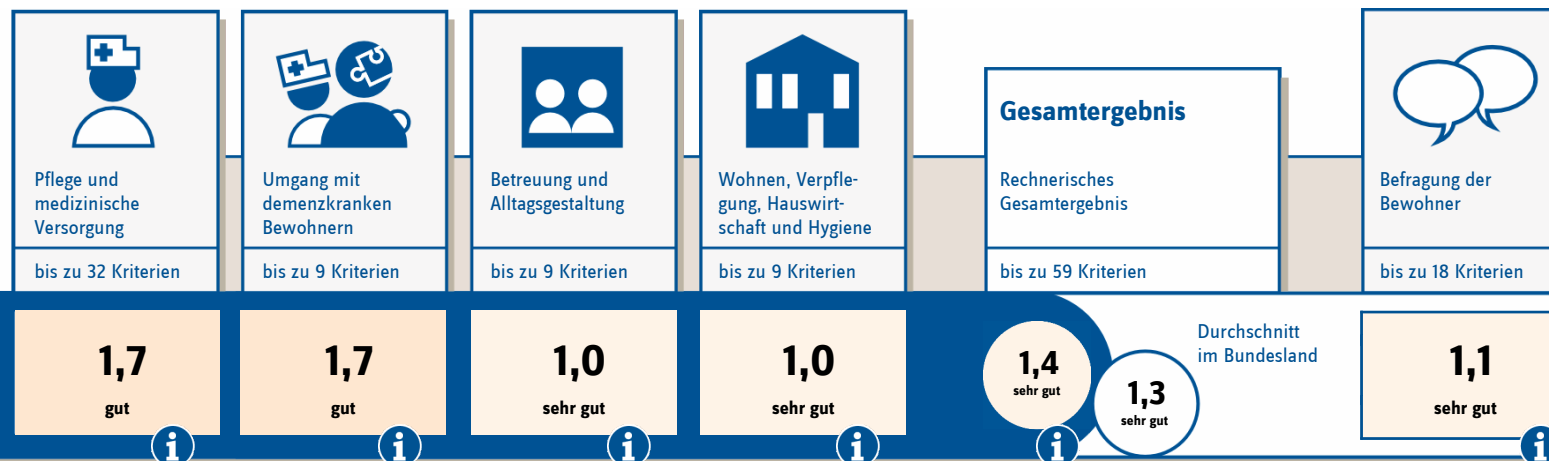 Pflege und
medizinische
Versorgung
bis zu 32 Kriterien
1,7
gut
i
Umgang mit
demenzkranken
Bewohnern
bis zu 9 Kriterien
1,7
gut
i
Betreuung und
Alltagsgestaltung
bis zu 9 Kriterien
1,0
sehr gut
i
Wohnen, Verpfle-
gung, Hauswirt-
schaft und Hygiene
bis zu 9 Kriterien
1,0
sehr gut
i
Gesamtergebnis
Rechnerisches
Gesamtergebnis
bis zu 59 Kriterien
1,4
sehr gut
i
1,3
sehr gut
Durchschnitt
im Bundesland
Befragung der
Bewohner
bis zu 18 Kriterien
1,1
sehr gut
i